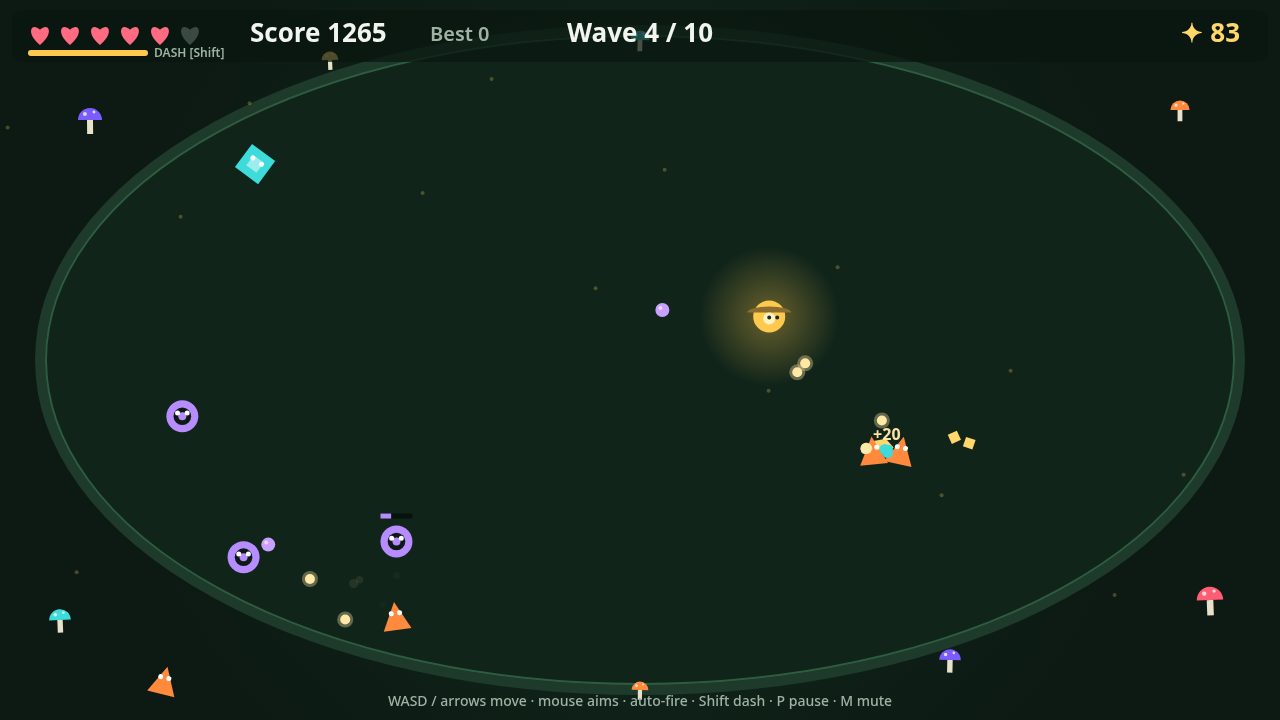 Score 1265
Best 0
Wave 4 / 10
✦ 83
DASH [Shift]
+20
WASD / arrows move · mouse aims · auto-fire · Shift dash · P pause · M mute